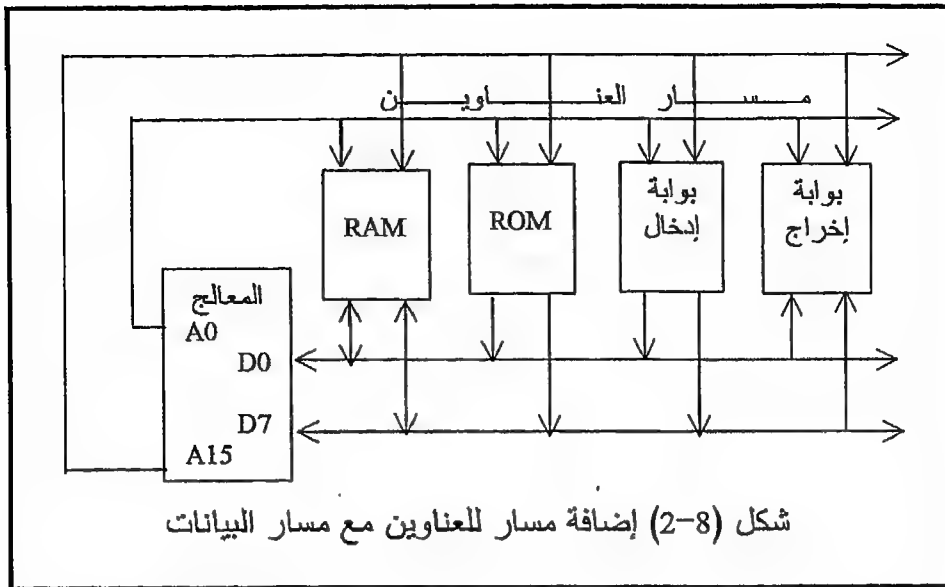 مسار العناوين
RAM
ROM
بوابة
إدخال
بوابة
إخراج
المعالج
A0
D0
D7
A15
شكل (8-2) إضافة مسار للعناوين مع مسار البيانات